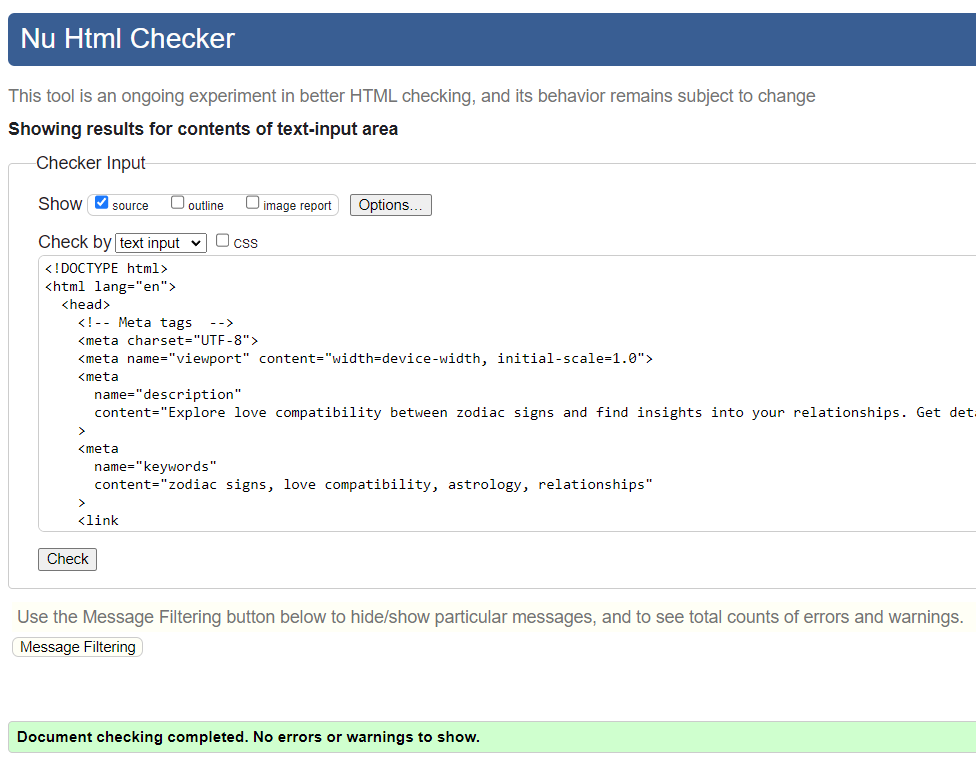 Nu Html Checker
This tool is an ongoing experiment in better HTML checking, and its behavior remains subject to change
Showing results for contents of text-input area
Checker Input
Show source outline image report Options...
Check by text input css
<!DOCTYPE html>
<html lang="en">
  <head>
    <!-- Meta tags  -->
    <meta charset="UTF-8">
    <meta name="viewport" content="width=device-width, initial-scale=1.0">
    <meta
      name="description"
      content="Explore love compatibility between zodiac signs and find insights into your relationships. Get
    >
    <meta
      name="keywords"
      content="zodiac signs, love compatibility, astrology, relationships"
    >
    <link
Check
Use the Message Filtering button below to hide/show particular messages, and to see total counts of errors and warnings.
Message Filtering
Document checking completed. No errors or warnings to show.